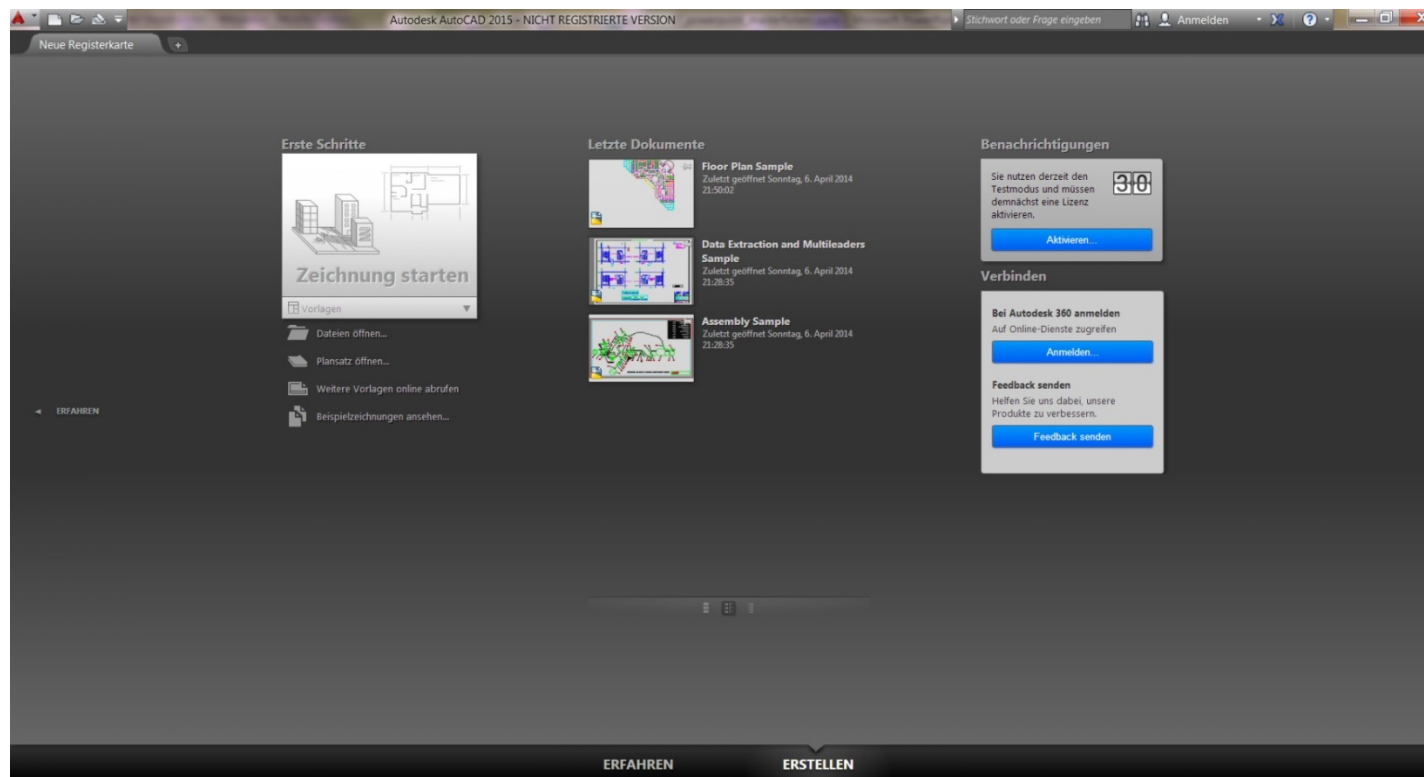 Autodesk AutoCAD 2015 - NICHT REGISTRIERTE VERSION
Stichwort oder Frage eingeben
Anmelden
Neue Registerkarte
Erste Schritte
Zeichnung starten
Vorlagen
Dateien öffnen...
Plansatz öffnen...
Weitere Vorlagen online abrufen
Beispielzeichnungen ansehen...
ERFAHREN
Letzte Dokumente
Floor Plan Sample
Zuletzt geöffnet Sonntag, 6. April 2014
21:50:02
Data Extraction and Multileaders
Sample
Zuletzt geöffnet Sonntag, 6. April 2014
21:28:35
Assembly Sample
Zuletzt geöffnet Sonntag, 6. April 2014
21:28:35
Benachrichtigungen
Sie nutzen derzeit den
Testmodus und müssen
demnächst eine Lizenz
aktivieren.
30
Aktivieren...
Verbinden
Bei Autodesk 360 anmelden
Auf Online-Dienste zugreifen
Anmelden...
Feedback senden
Helfen Sie uns dabei, unsere
Produkte zu verbessern.
Feedback senden
ERFAHREN
ERSTELLEN